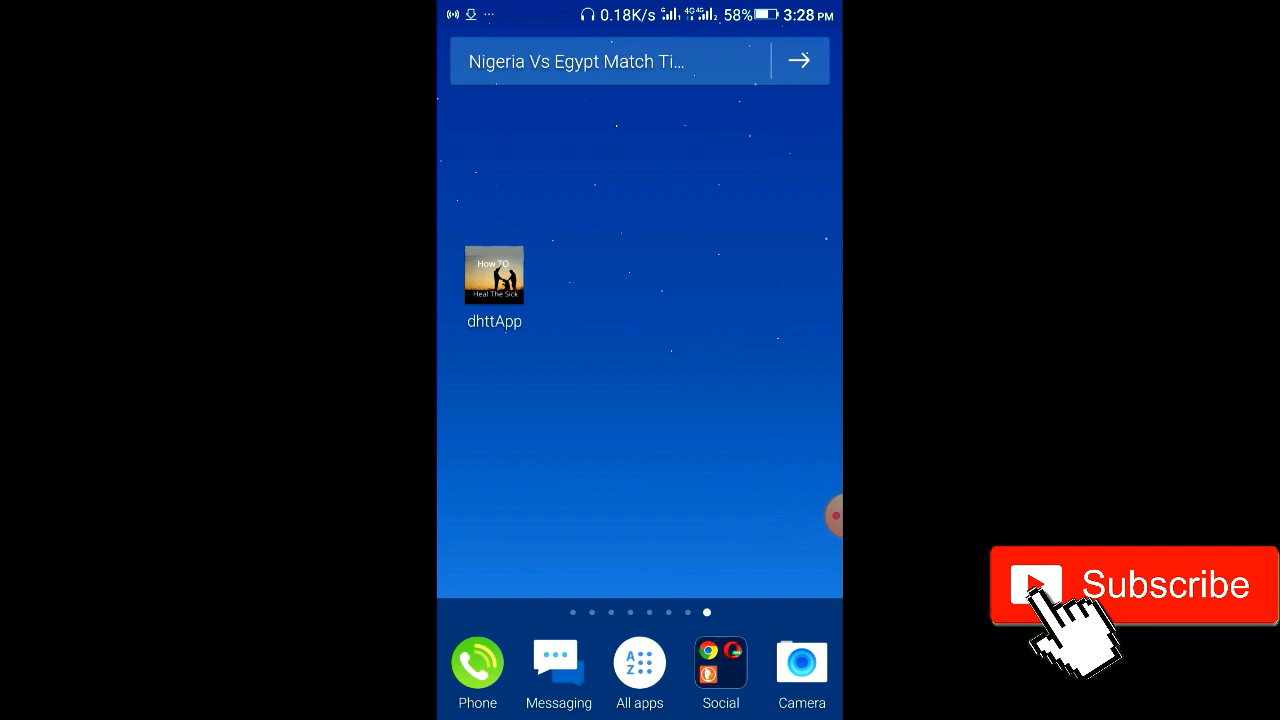 0.18K/s 58% 3:28 PM
Nigeria Vs Egypt Match Ti...
How TO
Heal The Sick
dhttApp
Subscribe
A
Z
Phone Messaging All apps Social Camera